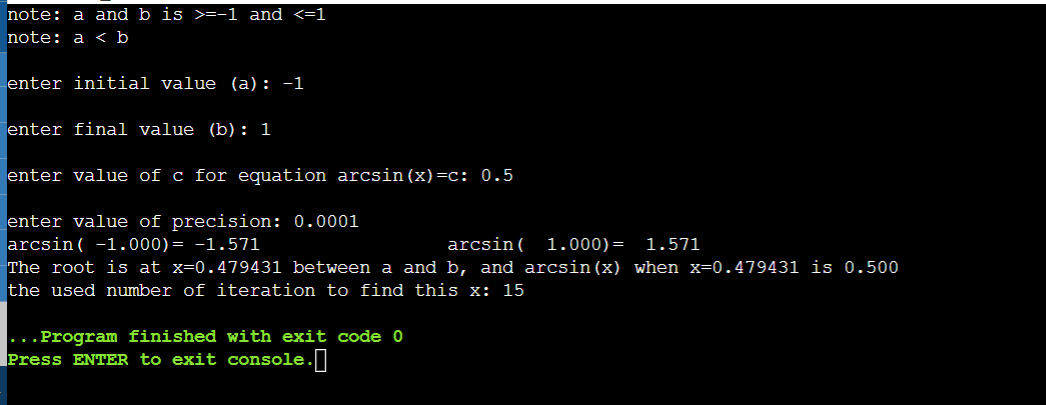 note: a and b is >=-1 and <=1
note: a < b
enter initial value (a): -1
enter final value (b): 1
enter value of c for equation arcsin(x)=c: 0.5
enter value of precision: 0.0001
arcsin( -1.000)= -1.571                 arcsin(  1.000)=  1.571
The root is at x=0.479431 between a and b, and arcsin(x) when x=0.479431 is 0.500
the used number of iteration to find this x: 15
...Program finished with exit code 0
Press ENTER to exit console.